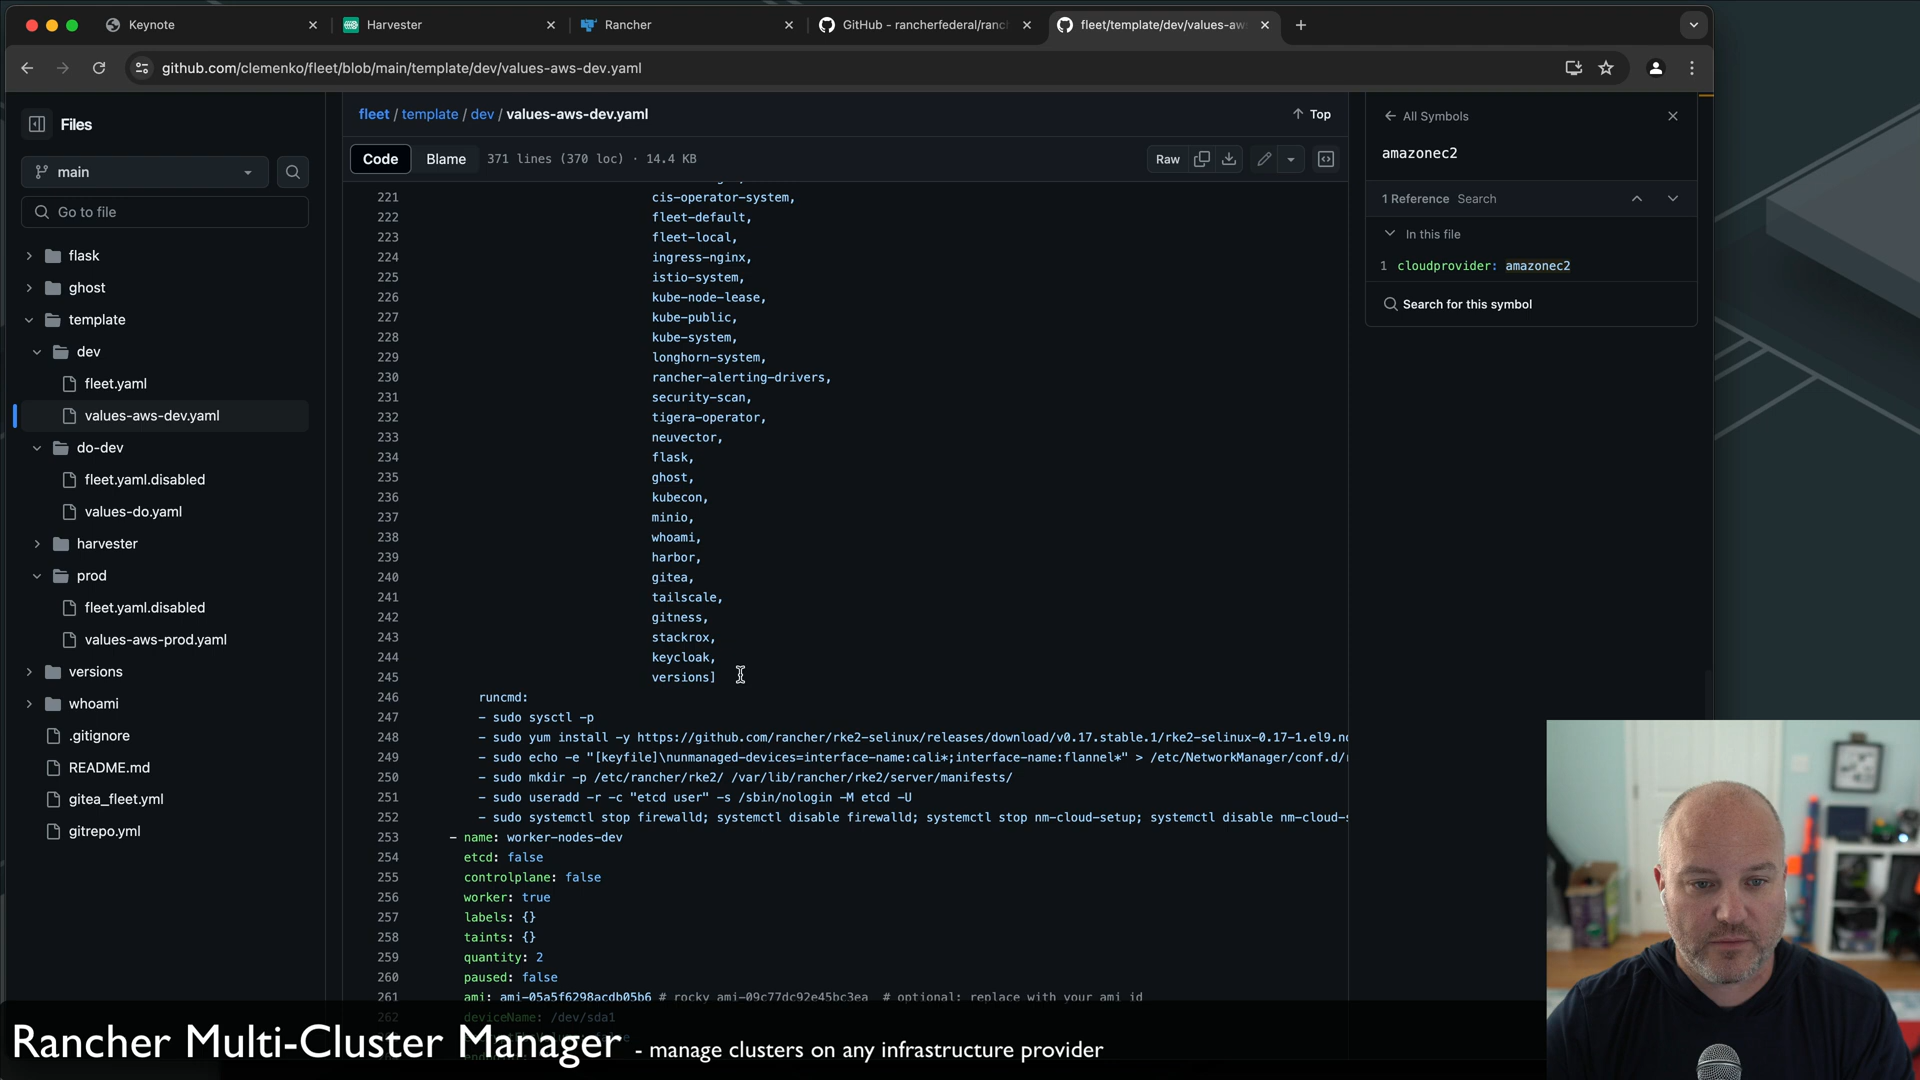 Keynote
Harvester
Rancher
GitHub - rancherfederal/ranc
fleet/template/dev/values-aw
github.com/clemenko/fleet/blob/main/template/dev/values-aws-dev.yaml
Files
main
Go to file
flask
ghost
template
dev
fleet.yaml
values-aws-dev.yaml
do-dev
fleet.yaml.disabled
values-do.yaml
harvester
prod
fleet.yaml.disabled
values-aws-prod.yaml
versions
whoami
.gitignore
README.md
gitea_fleet.yml
gitrepo.yml
fleet / template / dev / values-aws-dev.yaml
Top
Code Blame 371 lines (370 loc) · 14.4 KB
Raw
221 cis-operator-system,
222 fleet-default,
223 fleet-local,
224 ingress-nginx,
225 istio-system,
226 kube-node-lease,
227 kube-public,
228 kube-system,
229 longhorn-system,
230 rancher-alerting-drivers,
231 security-scan,
232 tigera-operator,
233 neuvector,
234 flask,
235 ghost,
236 kubecon,
237 minio,
238 whoami,
239 harbor,
240 gitea,
241 tailscale,
242 gitness,
243 stackrox,
244 keycloak,
245 versions]
246 runcmd:
247 - sudo sysctl -p
248 - sudo yum install -y https://github.com/rancher/rke2-selinux/releases/download/v0.17.stable.1/rke2-selinux-0.17-1.el9.no
249 - sudo echo -e "[keyfile]\nunmanaged-devices=interface-name:cali*;interface-name:flannel*" > /etc/NetworkManager/conf.d/r
250 - sudo mkdir -p /etc/rancher/rke2/ /var/lib/rancher/rke2/server/manifests/
251 - sudo useradd -r -c "etcd user" -s /sbin/nologin -M etcd -U
252 - sudo systemctl stop firewalld; systemctl disable firewalld; systemctl stop nm-cloud-setup; systemctl disable nm-cloud-s
253 - name: worker-nodes-dev
254 etcd: false
255 controlplane: false
256 worker: true
257 labels: {}
258 taints: {}
259 quantity: 2
260 paused: false
261 ami: ami-05a5f6298acdb05b6 # rocky ami-09c77dc92e45bc3ea # optional: replace with your ami id
262 deviceName: /dev/sda1
All Symbols
amazonec2
1 Reference Search
In this file
1 cloudprovider: amazonec2
Search for this symbol
Rancher Multi-Cluster Manager - manage clusters on any infrastructure provider